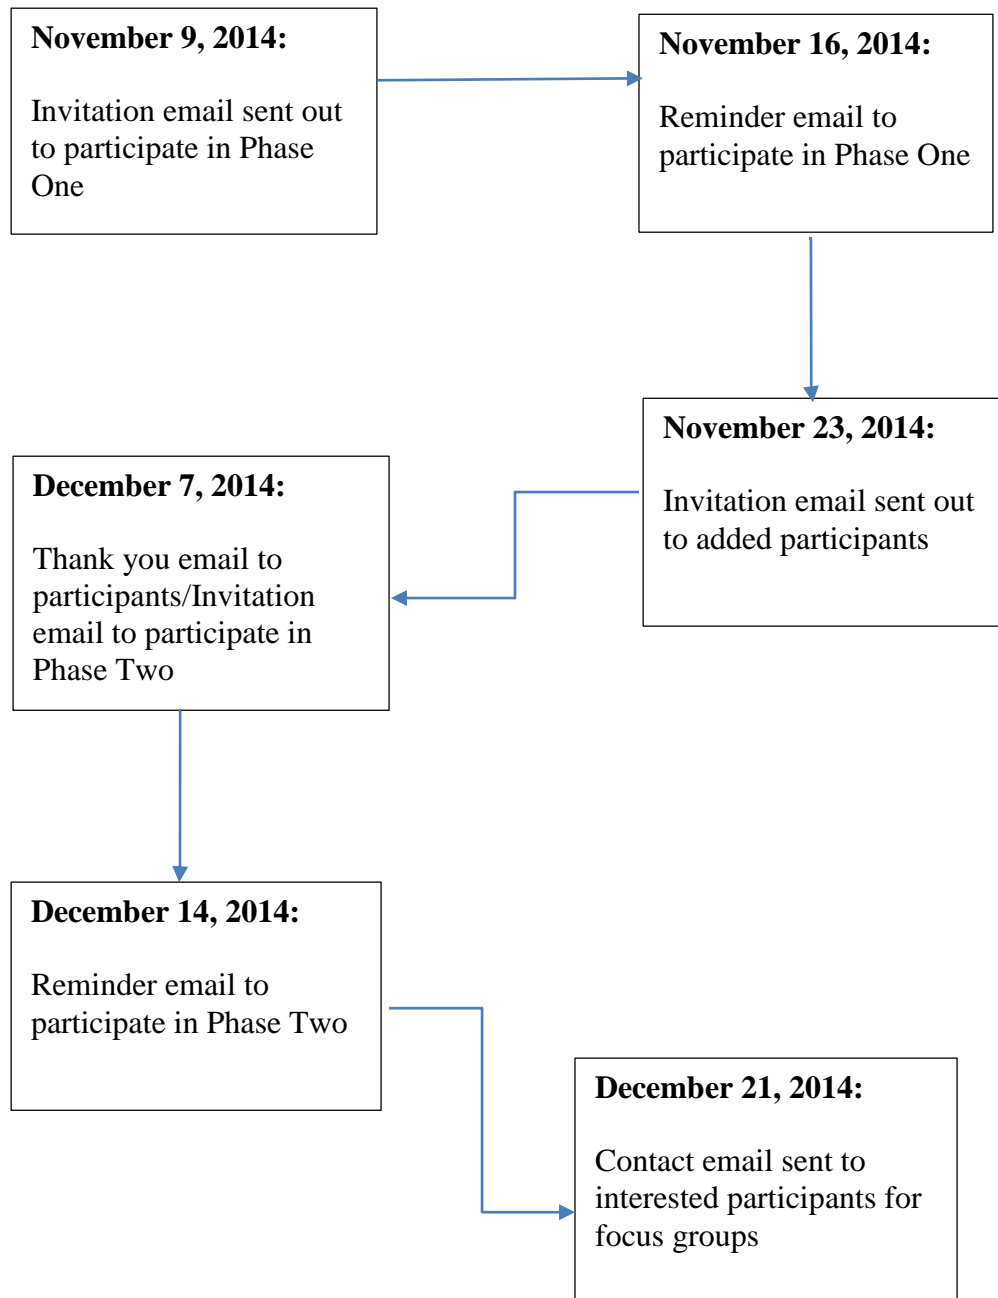 November 9, 2014:
Invitation email sent out
to participate in Phase
One
November 16, 2014:
Reminder email to
participate in Phase One
November 23, 2014:
Invitation email sent out
to added participants
December 7, 2014:
Thank you email to
participants/Invitation
email to participate in
Phase Two
December 14, 2014:
Reminder email to
participate in Phase Two
December 21, 2014:
Contact email sent to
interested participants for
focus groups